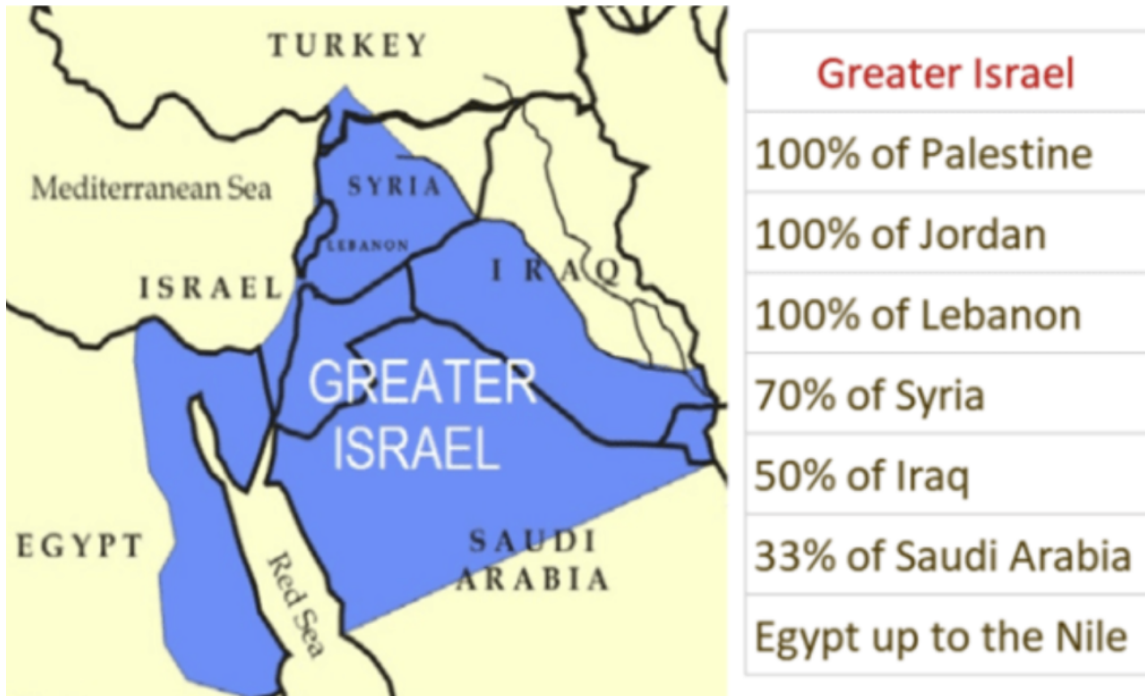 TURKEY
Mediterranean Sea
SYRIA
LEBANON
ISRAEL
IRAQ
GREATER
ISRAEL
EGYPT
Red Sea
SAUDI
ARABIA
Greater Israel
100% of Palestine
100% of Jordan
100% of Lebanon
70% of Syria
50% of Iraq
33% of Saudi Arabia
Egypt up to the Nile